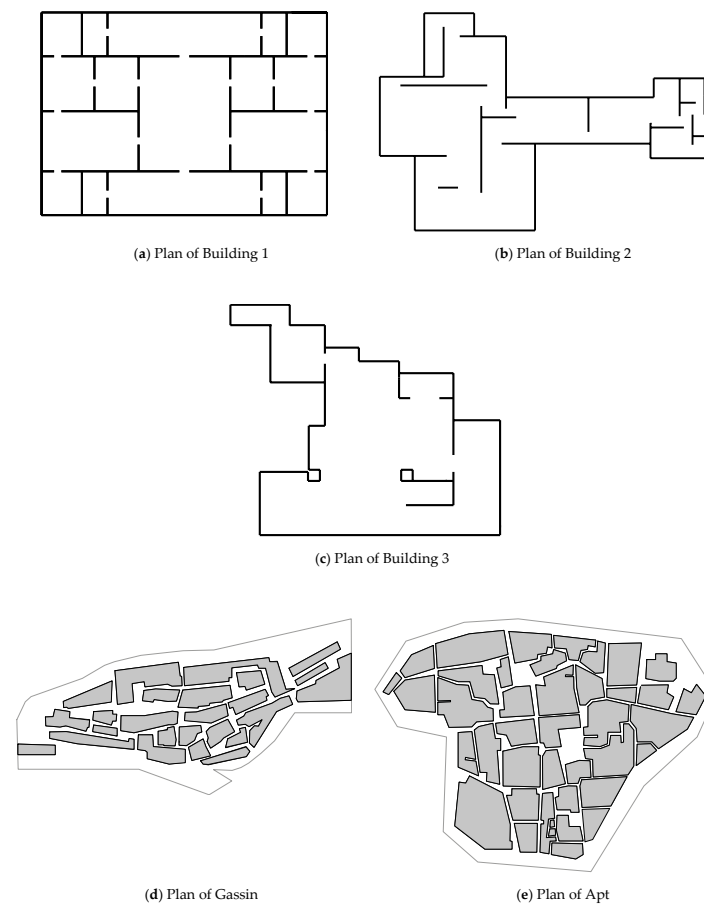 (a) Plan of Building 1
(b) Plan of Building 2
(c) Plan of Building 3
(d) Plan of Gassin
(e) Plan of Apt